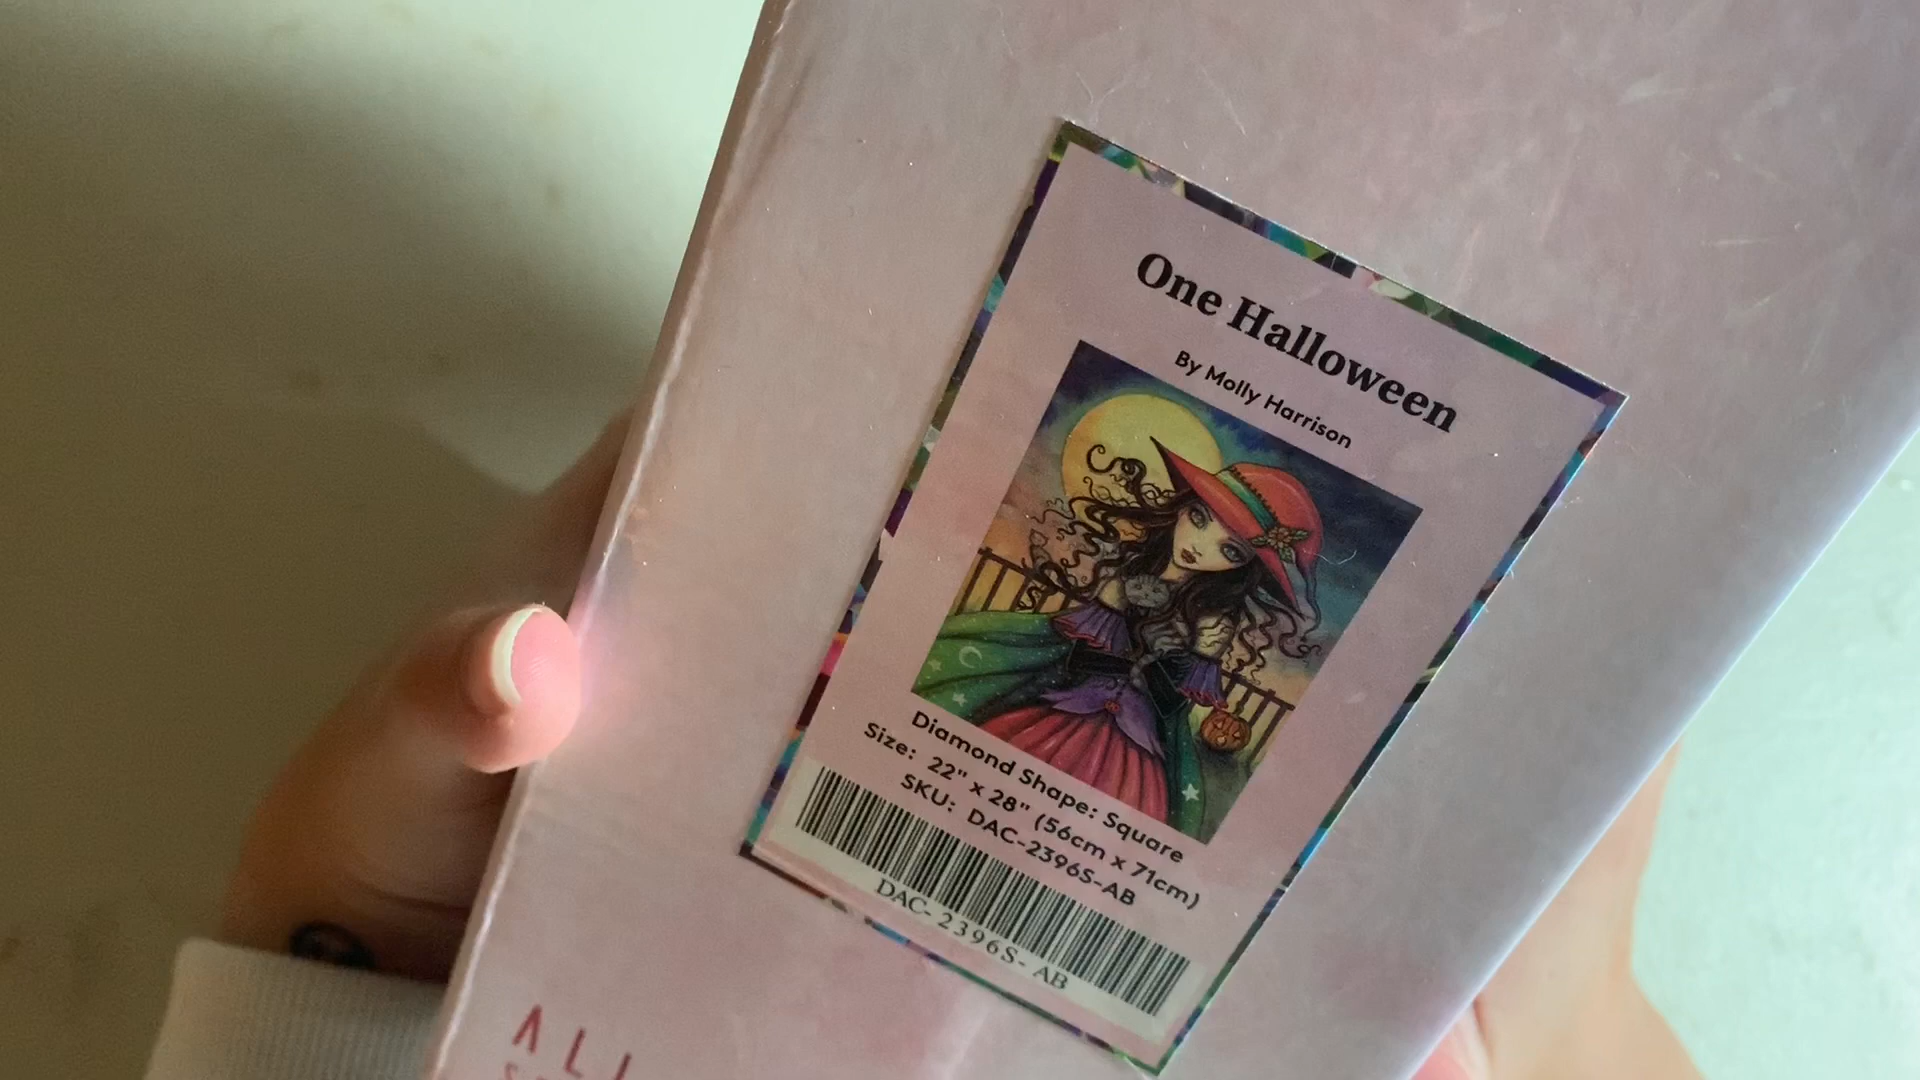 One Halloween
By Molly Harrison
Diamond Shape: Square
Size: 22" x 28" (56cm x 71cm)
SKU: DAC-2396S-AB
DAC-2396S-AB